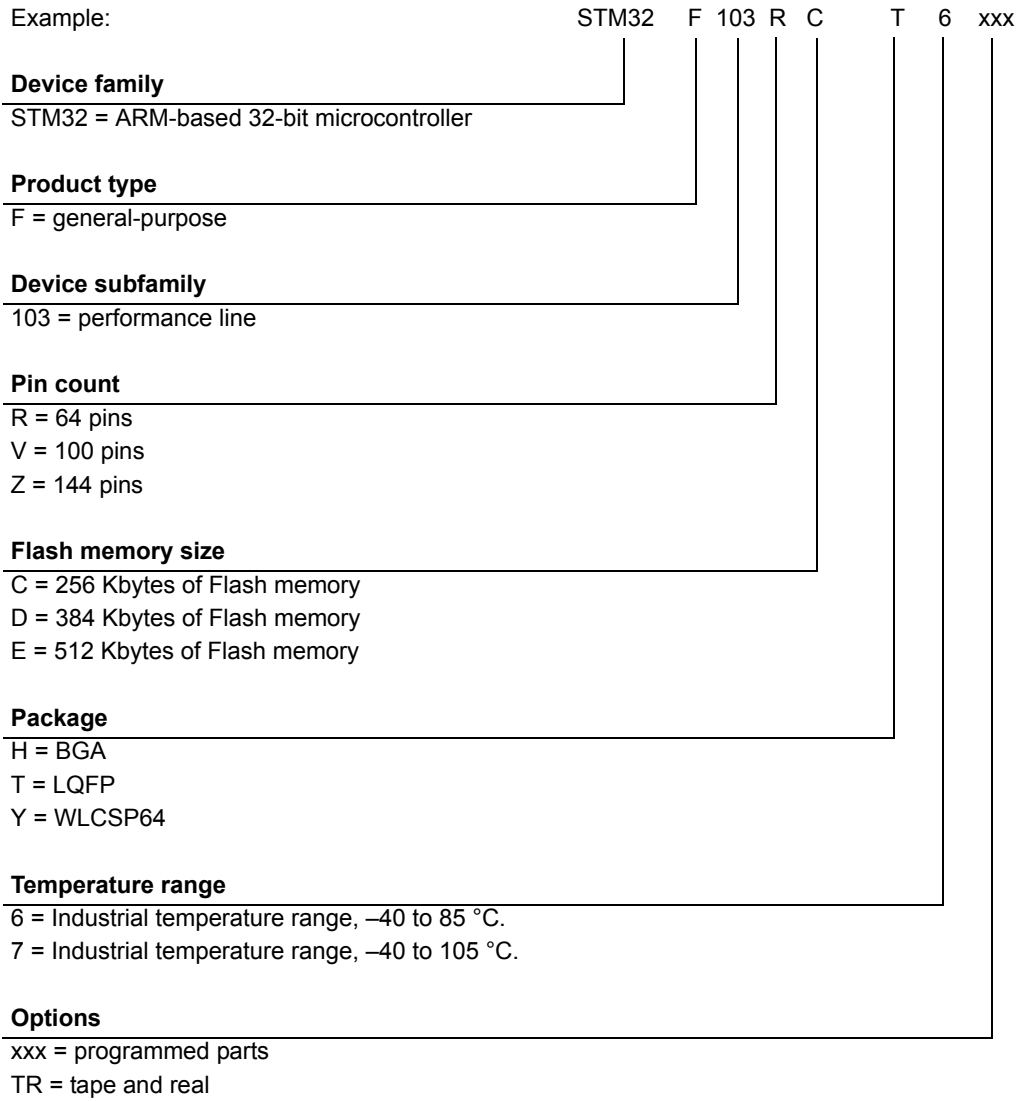 Example: STM32 F 103 R C T 6 xxx
Device family
STM32 = ARM-based 32-bit microcontroller
Product type
F = general-purpose
Device subfamily
103 = performance line
Pin count
R = 64 pins
V = 100 pins
Z = 144 pins
Flash memory size
C = 256 Kbytes of Flash memory
D = 384 Kbytes of Flash memory
E = 512 Kbytes of Flash memory
Package
H = BGA
T = LQFP
Y = WLCSP64
Temperature range
6 = Industrial temperature range, –40 to 85 °C.
7 = Industrial temperature range, –40 to 105 °C.
Options
xxx = programmed parts
TR = tape and real